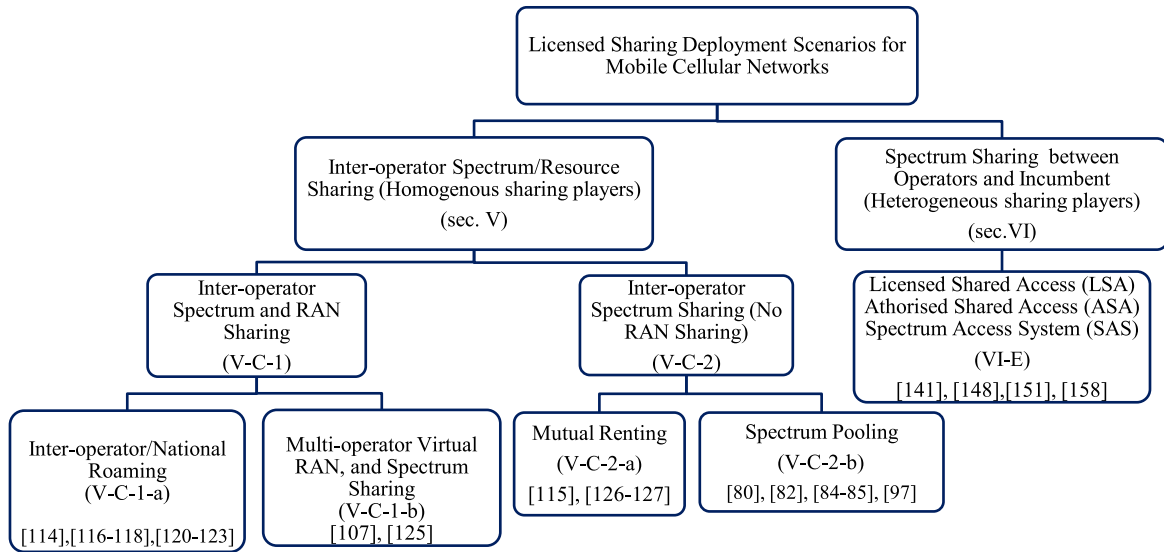 Licensed Sharing Deployment Scenarios for
Mobile Cellular Networks
Inter-operator Spectrum/Resource
Sharing (Homogenous sharing players)
(sec. V)
Spectrum Sharing between
Operators and Incumbent
(Heterogeneous sharing players)
(sec.VI)
Inter-operator
Spectrum and RAN
Sharing
(V-C-1)
Inter-operator
Spectrum Sharing (No
RAN Sharing)
(V-C-2)
Licensed Shared Access (LSA)
Athorised Shared Access (ASA)
Spectrum Access System (SAS)
(VI-E)
[141], [148],[151], [158]
Inter-operator/National
Roaming
(V-C-1-a)
[114],[116-118],[120-123]
Multi-operator Virtual
RAN, and Spectrum
Sharing
(V-C-1-b)
[107], [125]
Mutual Renting
(V-C-2-a)
[115], [126-127]
Spectrum Pooling
(V-C-2-b)
[80], [82], [84-85], [97]